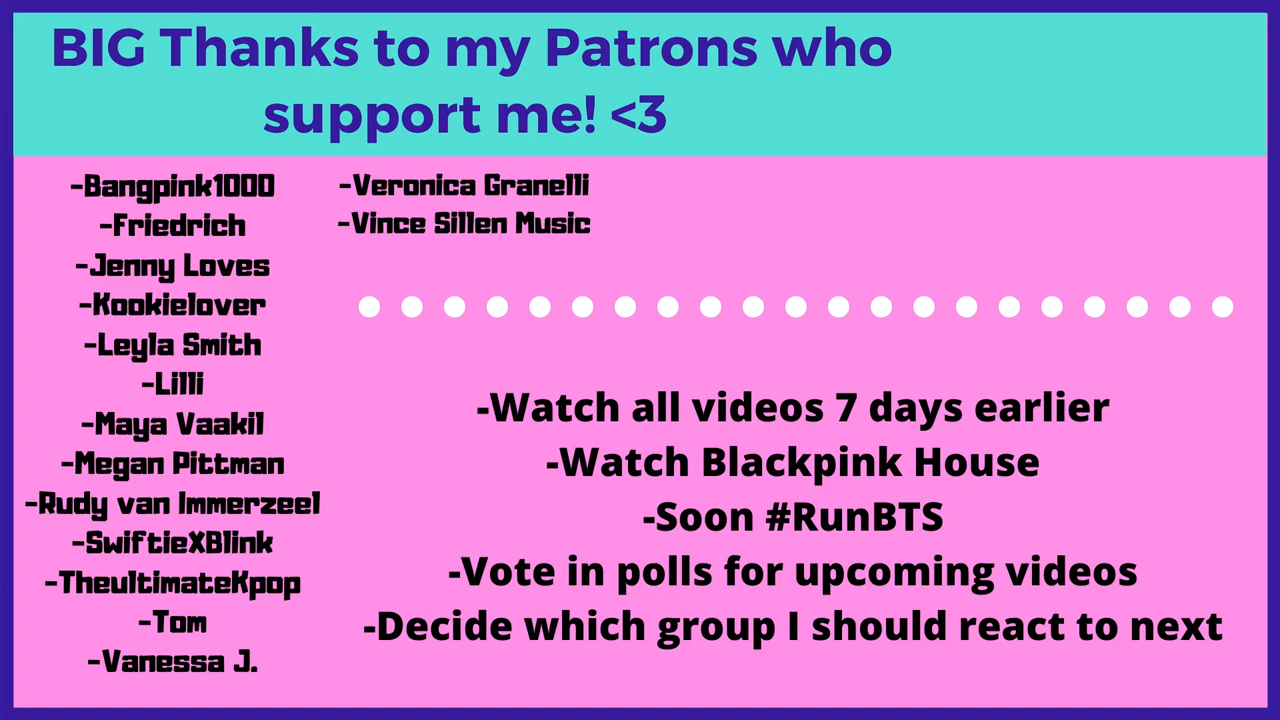 BIG Thanks to my Patrons who
support me! <3
-Bangpink1000
-Friedrich
-Jenny Loves
-Kookielover
-Leyla Smith
-Lilli
-Maya Vaakil
-Megan Pittman
-Rudy van Immerzeel
-SwiftieXBlink
-TheultimateKpop
-Tom
-Vanessa J.
-Veronica Granelli
-Vince Sillen Music
-Watch all videos 7 days earlier
-Watch Blackpink House
-Soon #RunBTS
-Vote in polls for upcoming videos
-Decide which group I should react to next